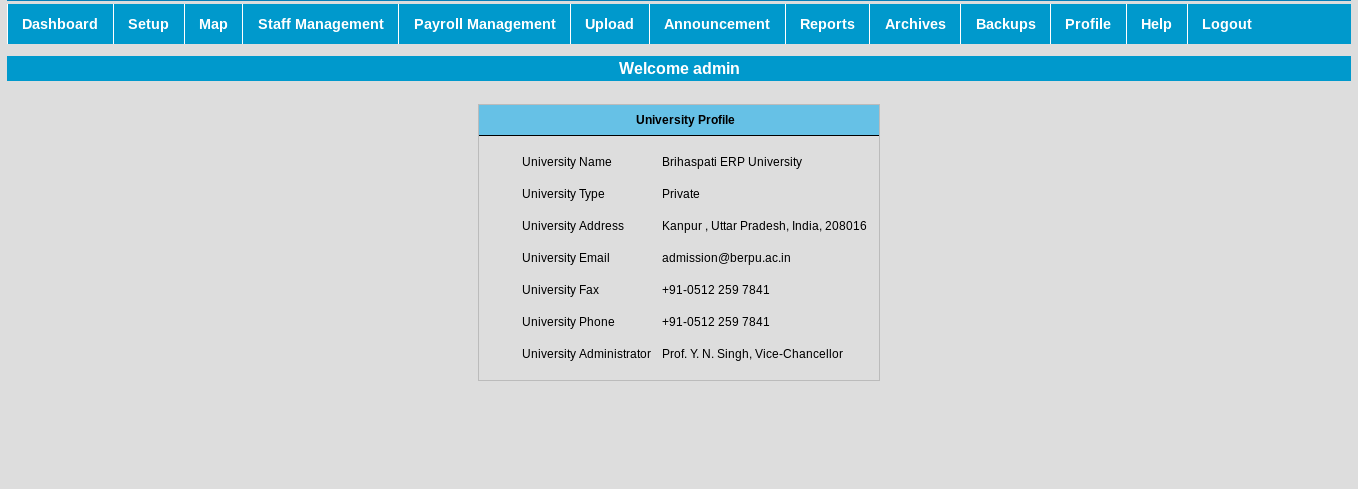 Dashboard Setup Map Staff Management Payroll Management Upload Announcement Reports Archives Backups Profile Help Logout
Welcome admin
University Profile
University Name Brihaspati ERP University
University Type Private
University Address Kanpur , Uttar Pradesh, India, 208016
University Email admission@berpu.ac.in
University Fax +91-0512 259 7841
University Phone +91-0512 259 7841
University Administrator Prof. Y. N. Singh, Vice-Chancellor